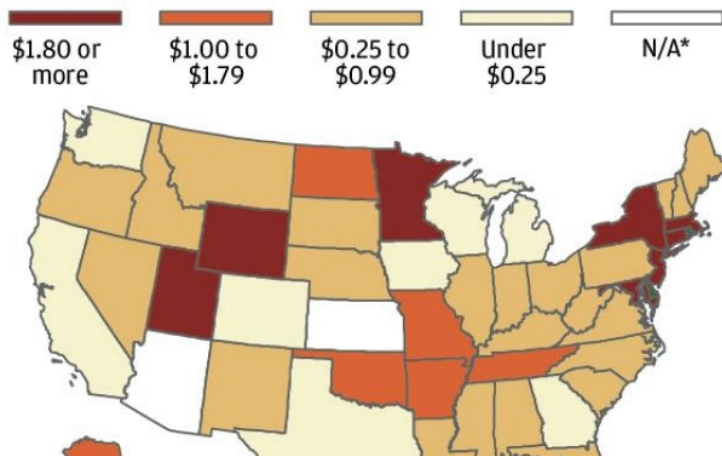 $1.80 or more
$1.00 to $1.79
$0.25 to $0.99
Under $0.25
N/A*